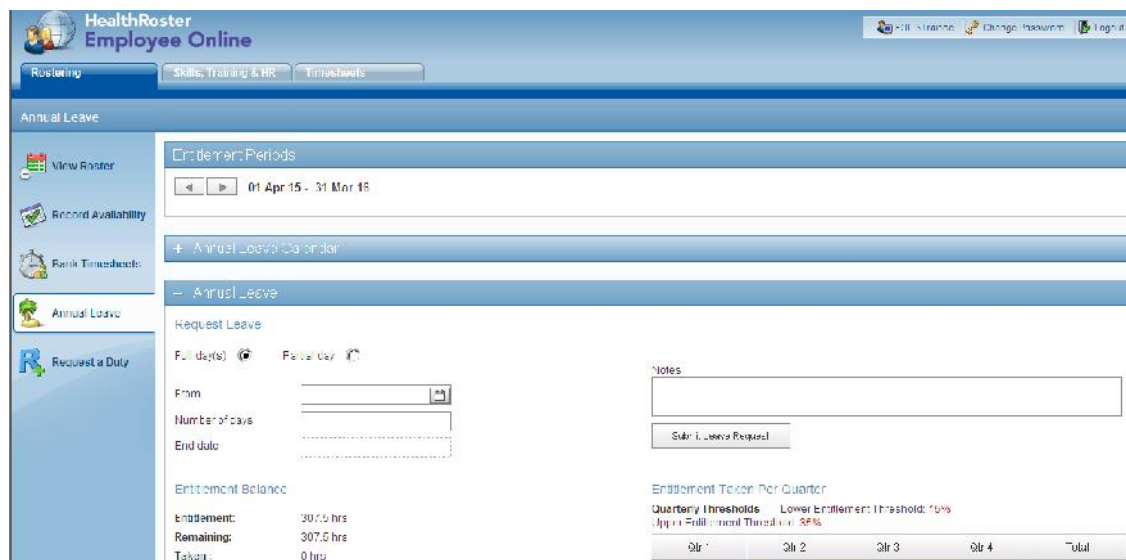 HealthRoster
Employee Online
Change Password Logout
Rostering Skills, Training & HR Timesheets
Annual Leave
View Roster
Record Availability
Bank Timesheets
Annual Leave
Request a Duty
Entitlement Periods
01 Apr 15 - 31 Mar 16
+ Annual Leave Calendar
– Annual Leave
Request Leave
Full day(s) Partial day
From
Number of days
End date
Notes
Submit Leave Request
Entitlement Balance
Entitlement: 307.5 hrs
Remaining: 307.5 hrs
Taken: 0 hrs
Entitlement Taken Per Quarter
Quarterly Thresholds Lower Entitlement Threshold: 15%
Upper Entitlement Threshold: 35%
Qtr 1 Qtr 2 Qtr 3 Qtr 4 Total